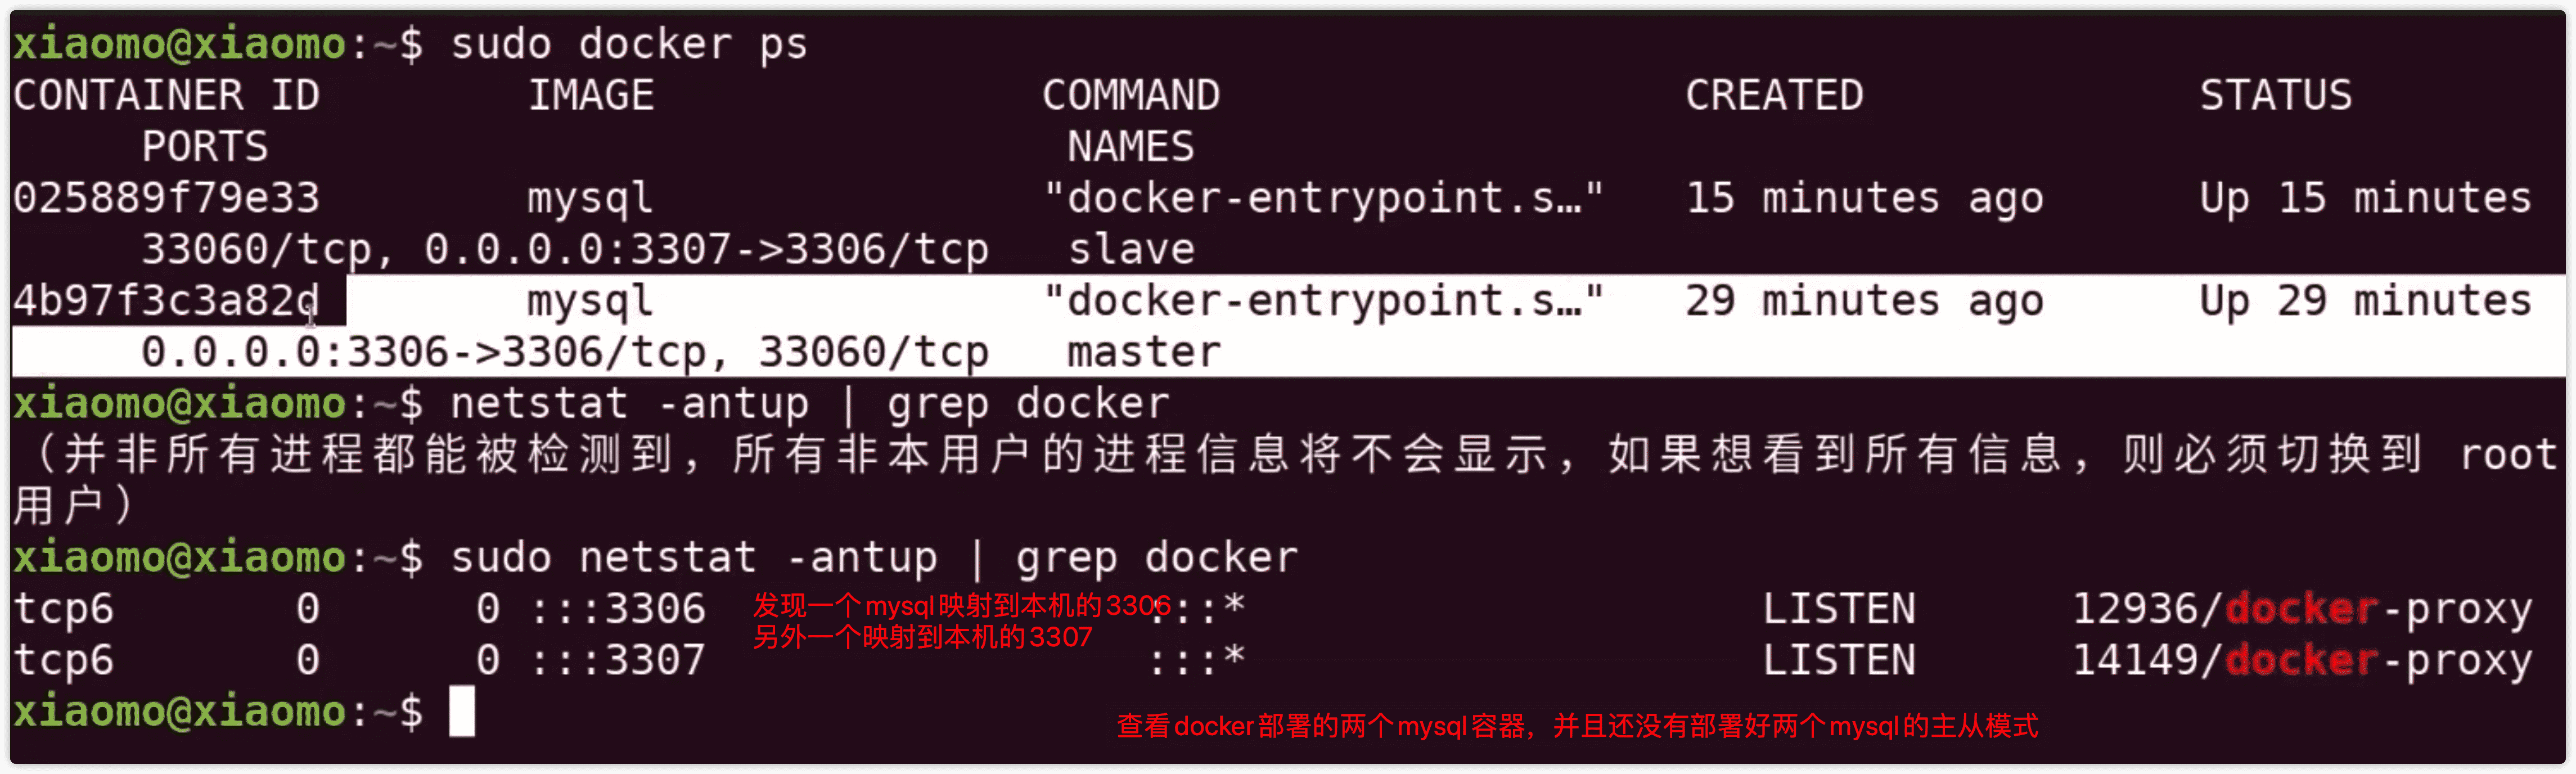 xiaomo@xiaomo:~$ sudo docker ps
CONTAINER ID IMAGE COMMAND CREATED STATUS
PORTS NAMES
025889f79e33 mysql "docker-entrypoint.s…" 15 minutes ago Up 15 minutes
33060/tcp, 0.0.0.0:3307->3306/tcp slave
4b97f3c3a82d mysql "docker-entrypoint.s…" 29 minutes ago Up 29 minutes
0.0.0.0:3306->3306/tcp, 33060/tcp master
xiaomo@xiaomo:~$ netstat -antup | grep docker
（并非所有进程都能被检测到，所有非本用户的进程信息将不会显示，如果想看到所有信息，则必须切换到 root
用户）
xiaomo@xiaomo:~$ sudo netstat -antup | grep docker
tcp6 0 0 :::3306 :::* LISTEN 12936/docker-proxy
发现一个mysql映射到本机的3306
另外一个映射到本机的3307
tcp6 0 0 :::3307 :::* LISTEN 14149/docker-proxy
xiaomo@xiaomo:~$
查看docker部署的两个mysql容器，并且还没有部署好两个mysql的主从模式